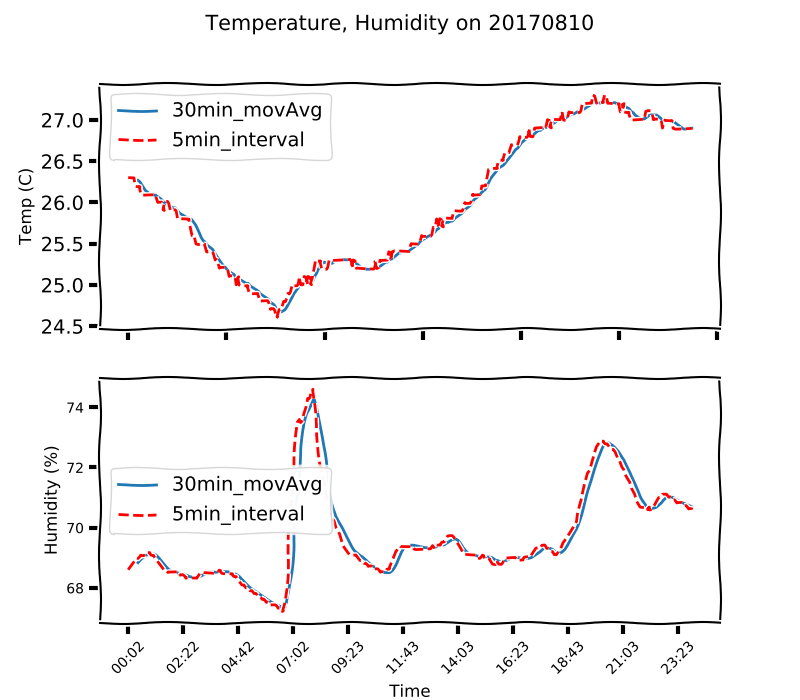 Temperature, Humidity on 20170810
30min_movAvg
5min_interval
Temp (C)
27.0
26.5
26.0
25.5
25.0
24.5
30min_movAvg
5min_interval
Humidity (%)
74
72
70
68
00:02 02:22 04:42 07:02 09:23 11:43 14:03 16:23 18:43 21:03 23:23
Time